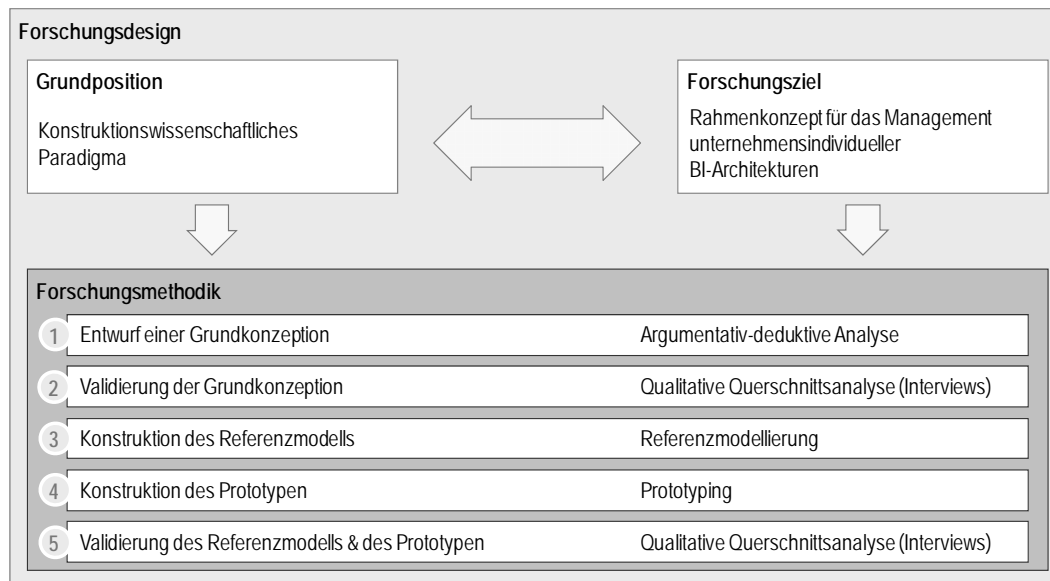 Forschungsdesign
Grundposition
Konstruktionswissenschaftliches
Paradigma
Forschungsziel
Rahmenkonzept für das Management
unternehmensindividueller
BI-Architekturen
Forschungsmethodik
1 Entwurf einer Grundkonzeption Argumentativ-deduktive Analyse
2 Validierung der Grundkonzeption Qualitative Querschnittsanalyse (Interviews)
3 Konstruktion des Referenzmodells Referenzmodellierung
4 Konstruktion des Prototypen Prototyping
5 Validierung des Referenzmodells & des Prototypen Qualitative Querschnittsanalyse (Interviews)